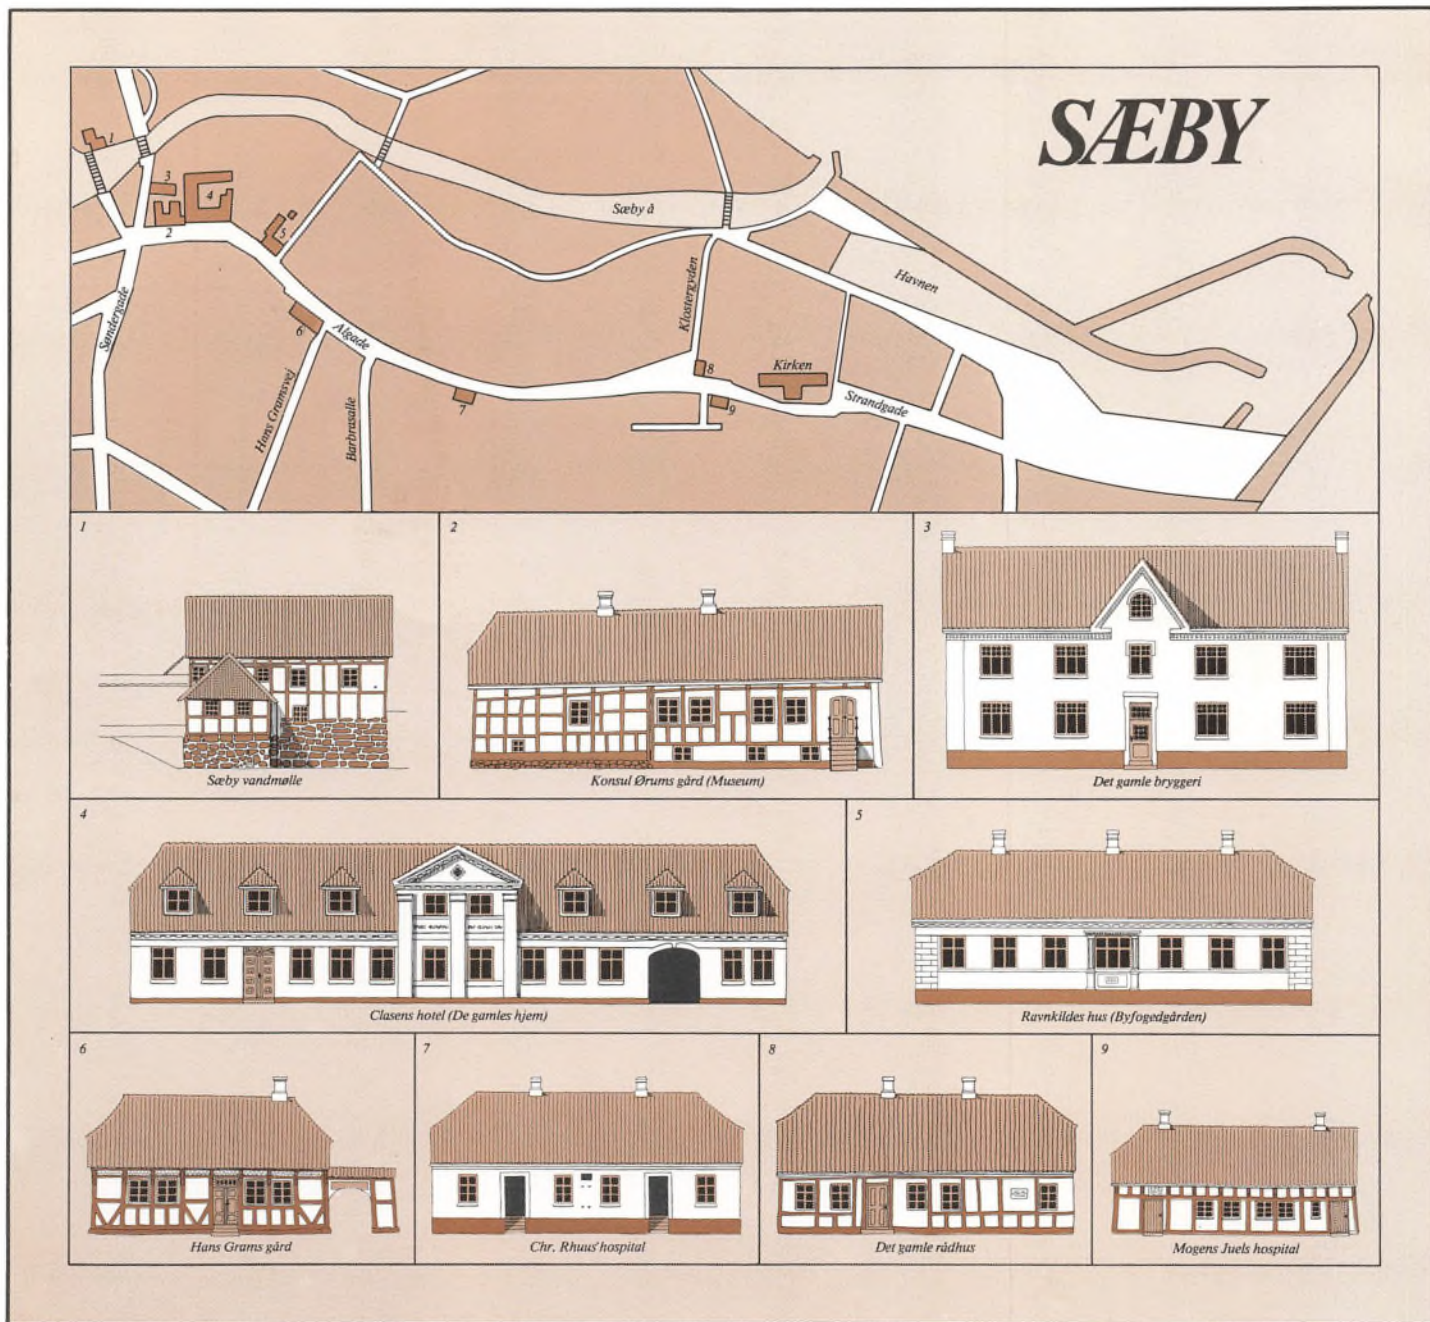 SÆBY
1
3
4
2
5
Sæby å
Havnen
Søndergade
6
Algade
Klostergyden
Hans Gramsvej
Barbrasalle
7
8
Kirken
9
Strandgade
1
Sæby vandmølle
2
Konsul Ørums gård (Museum)
3
Det gamle bryggeri
4
Clasens hotel (De gamles hjem)
5
Ravnkildes hus (Byfogedgården)
6
Hans Grams gård
7
Chr. Rhuus' hospital
8
Det gamle rådhus
9
Mogens Juels hospital